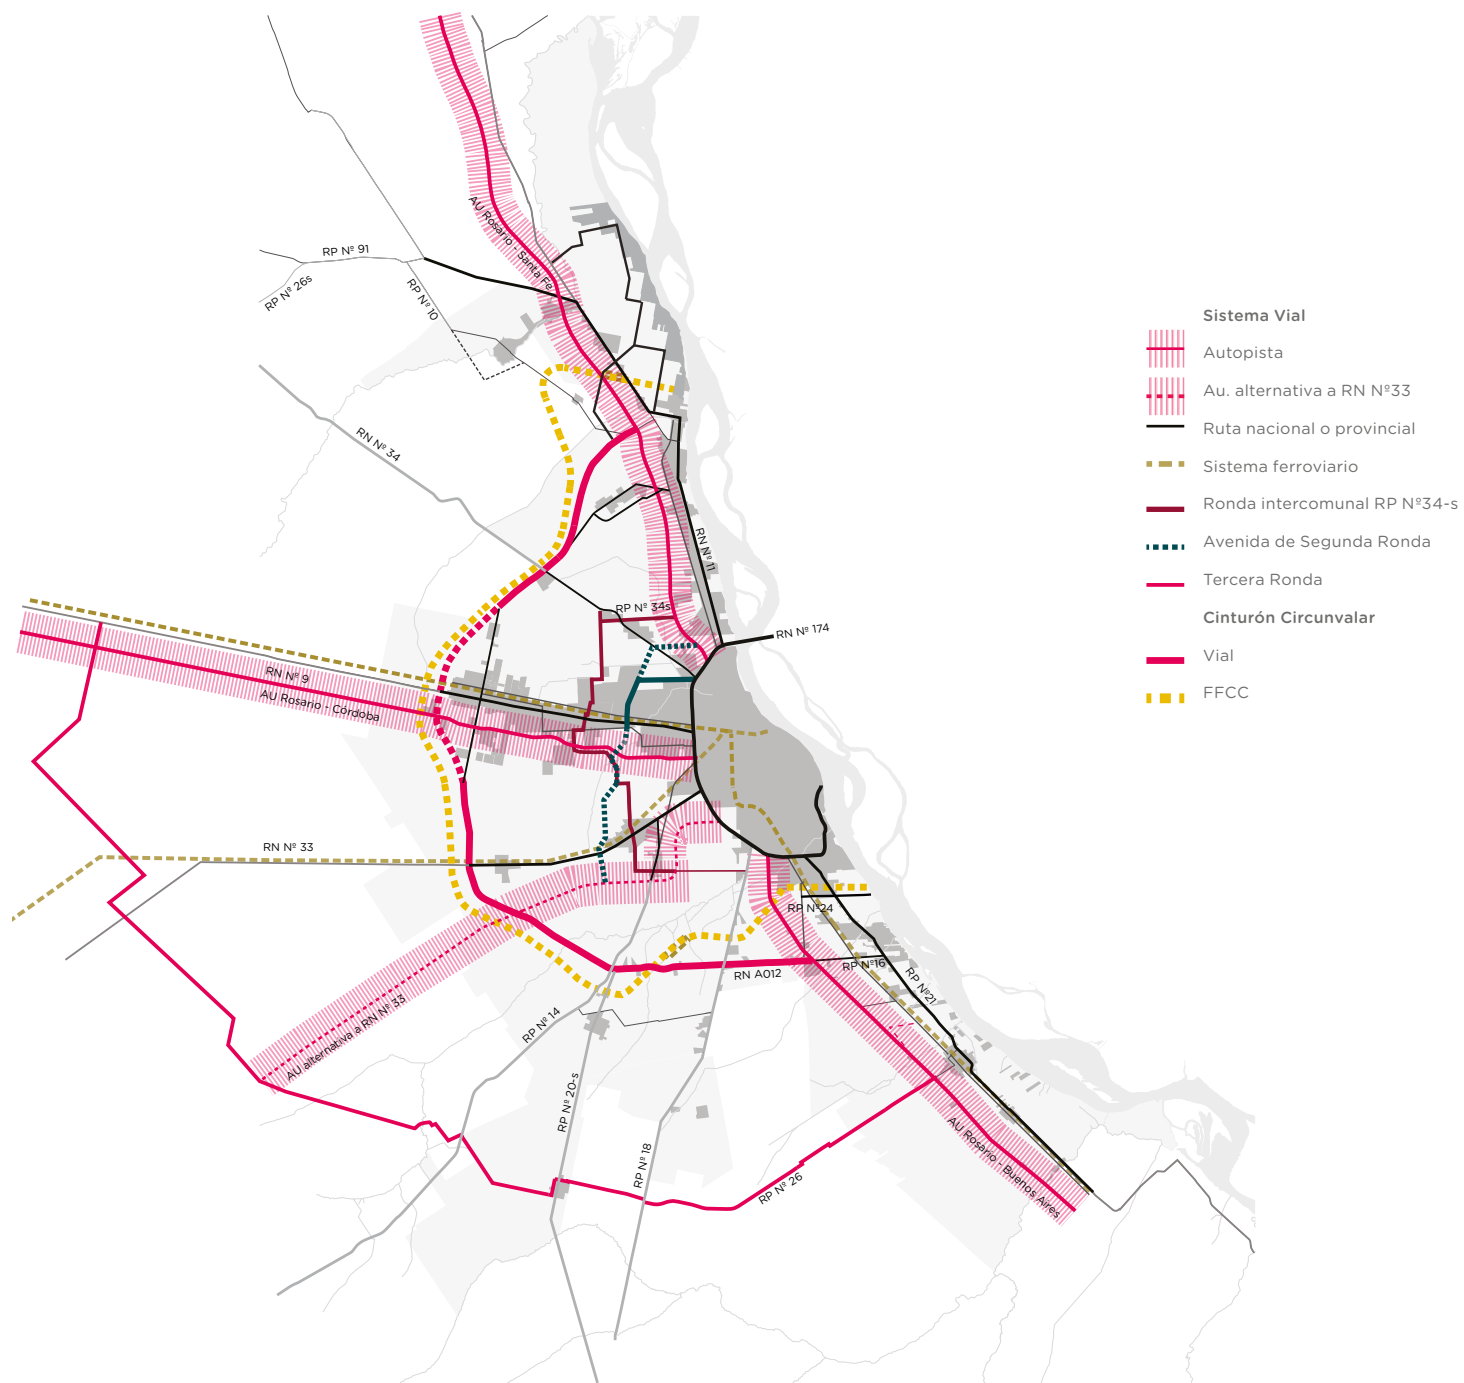 AU Rosario - Santa Fe
RP Nº 91
RP Nº 26s
RP Nº 10
RN Nº 34
RN Nº 11
RP Nº 34s
RN Nº 174
RN Nº 9
AU Rosario - Córdoba
RN Nº 33
RP Nº24
RP Nº16
RN A012
RP Nº21
AU alternativa a RN Nº 33
RP Nº 14
RP Nº 20-s
RP Nº 18
RP Nº 26
AU Rosario - Buenos Aires
Sistema Vial
Autopista
Au. alternativa a RN Nº33
Ruta nacional o provincial
Sistema ferroviario
Ronda intercomunal RP Nº34-s
Avenida de Segunda Ronda
Tercera Ronda
Cinturón Circunvalar
Vial
FFCC